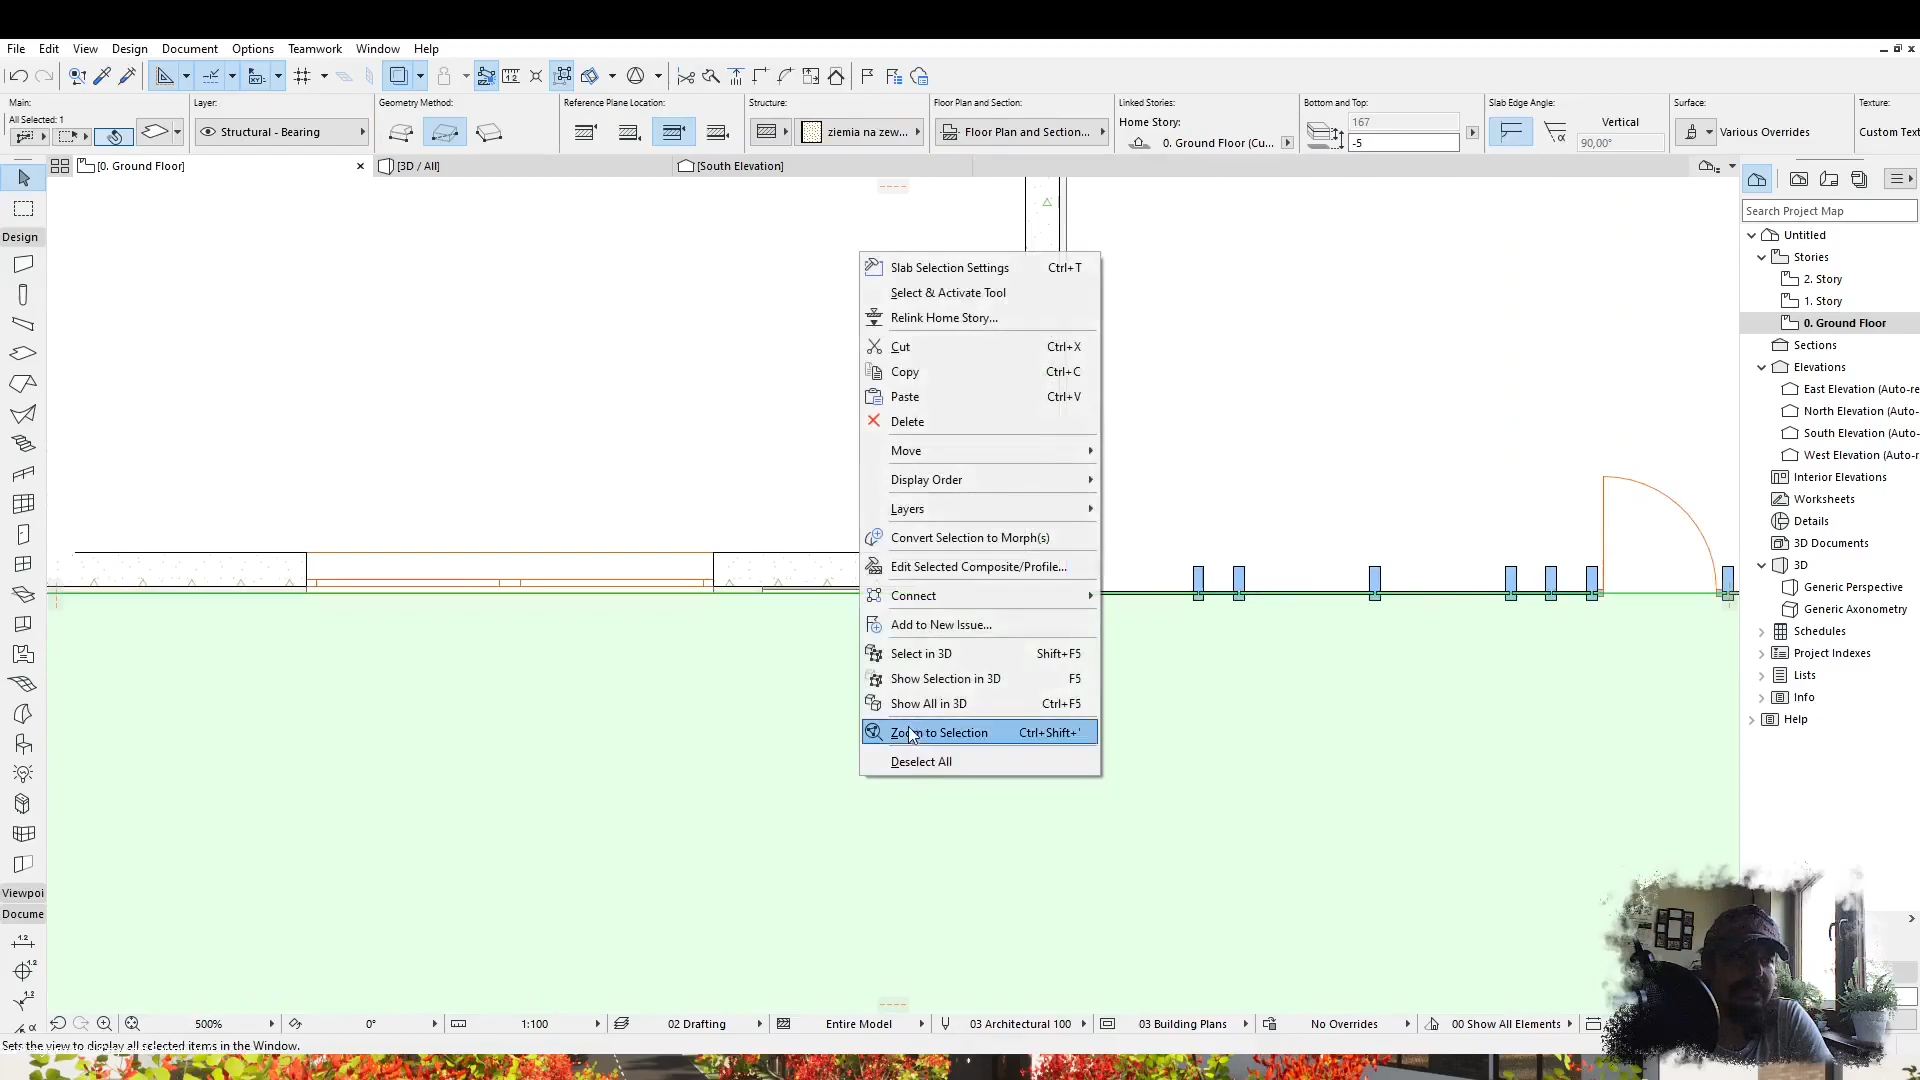 File Edit View Design Document Options Teamwork Window Help
Main: Layer: Geometry Method: Reference Plane Location: Structure: Floor Plan and Section: Linked Stories: Bottom and Top: Slab Edge Angle: Surface: Texture:
All Selected: 1 Home Story: 167 Vertical
Structural - Bearing ziemia na zew... Floor Plan and Section... 0. Ground Floor (Cu... -5 90,00° Various Overrides Custom Text
[0. Ground Floor] [3D / All] [South Elevation]
Design
Viewpoi
Docume
Slab Selection Settings Ctrl+T
Select & Activate Tool
Relink Home Story...
Cut Ctrl+X
Copy Ctrl+C
Paste Ctrl+V
Delete
Move
Display Order
Layers
Convert Selection to Morph(s)
Edit Selected Composite/Profile...
Connect
Add to New Issue...
Select in 3D Shift+F5
Show Selection in 3D F5
Show All in 3D Ctrl+F5
Zoom to Selection Ctrl+Shift+'
Deselect All
Search Project Map
Untitled
Stories
2. Story
1. Story
0. Ground Floor
Sections
Elevations
East Elevation (Auto-re
North Elevation (Auto-
South Elevation (Auto-
West Elevation (Auto-r
Interior Elevations
Worksheets
Details
3D Documents
3D
Generic Perspective
Generic Axonometry
Schedules
Project Indexes
Lists
Info
Help
500% 0° 1:100 02 Drafting Entire Model 03 Architectural 100 03 Building Plans No Overrides 00 Show All Elements
Sets the view to display all selected items in the Window.